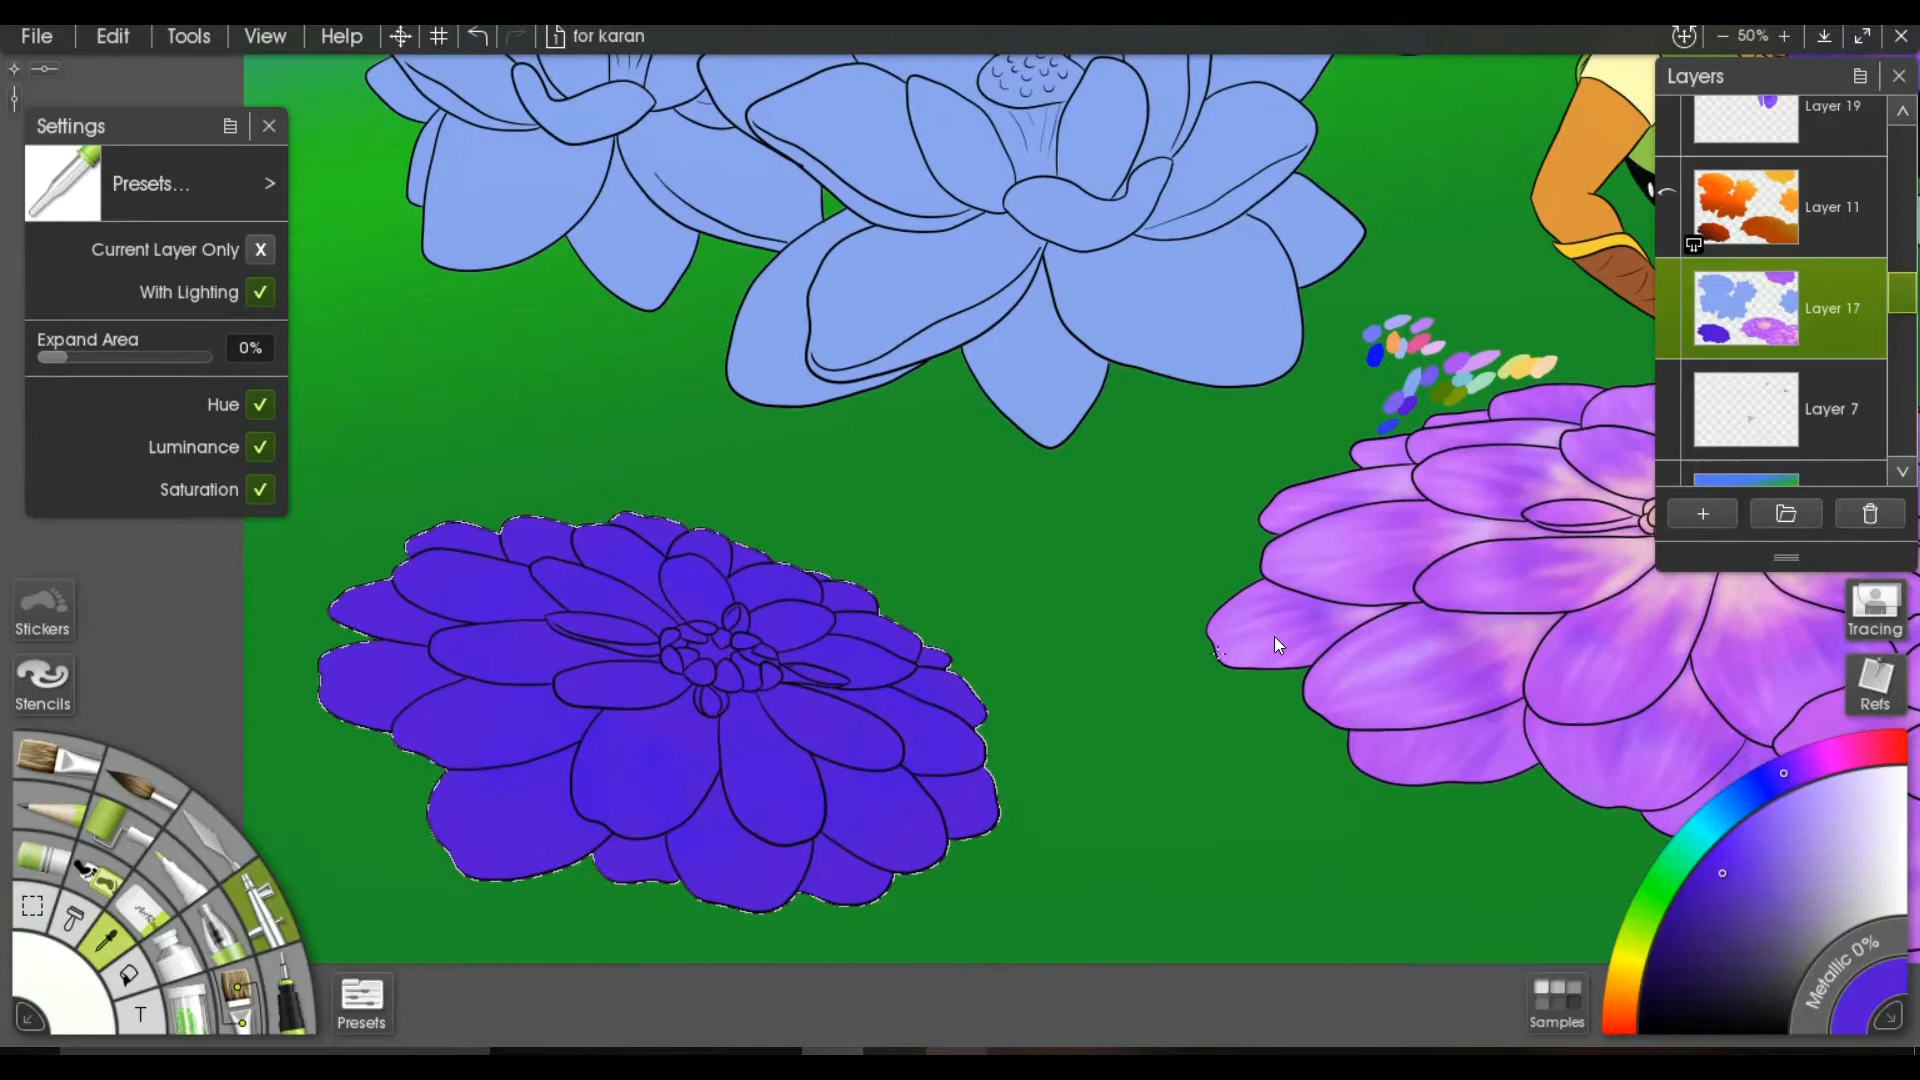 File Edit Tools View Help for karan 50%
Settings
Presets...
Current Layer Only X
With Lighting
Expand Area
0%
Hue
Luminance
Saturation
Stickers
Stencils
T
Presets
Layers
Layer 19
Layer 11
Layer 17
Layer 7
Tracing
Refs
Metallic 0%
Samples